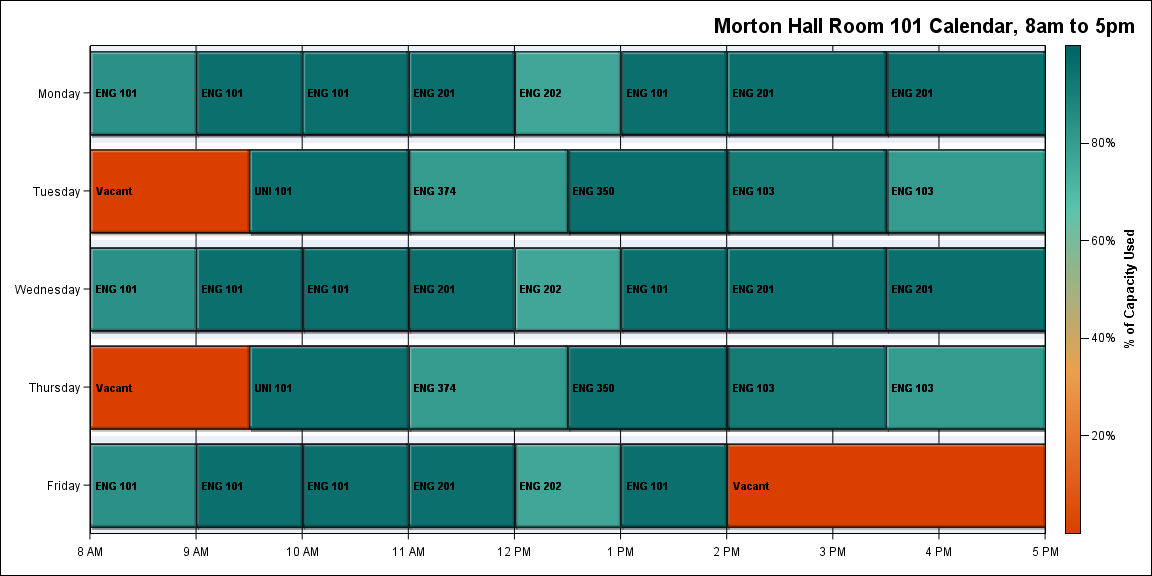 Morton Hall Room 101 Calendar, 8am to 5pm
Monday ENG 101 ENG 101 ENG 101 ENG 201 ENG 202 ENG 101 ENG 201 ENG 201
Tuesday Vacant UNI 101 ENG 374 ENG 350 ENG 103 ENG 103
Wednesday ENG 101 ENG 101 ENG 101 ENG 201 ENG 202 ENG 101 ENG 201 ENG 201
Thursday Vacant UNI 101 ENG 374 ENG 350 ENG 103 ENG 103
Friday ENG 101 ENG 101 ENG 101 ENG 201 ENG 202 ENG 101 Vacant
8 AM 9 AM 10 AM 11 AM 12 PM 1 PM 2 PM 3 PM 4 PM 5 PM
80%
60%
40%
20%
% of Capacity Used